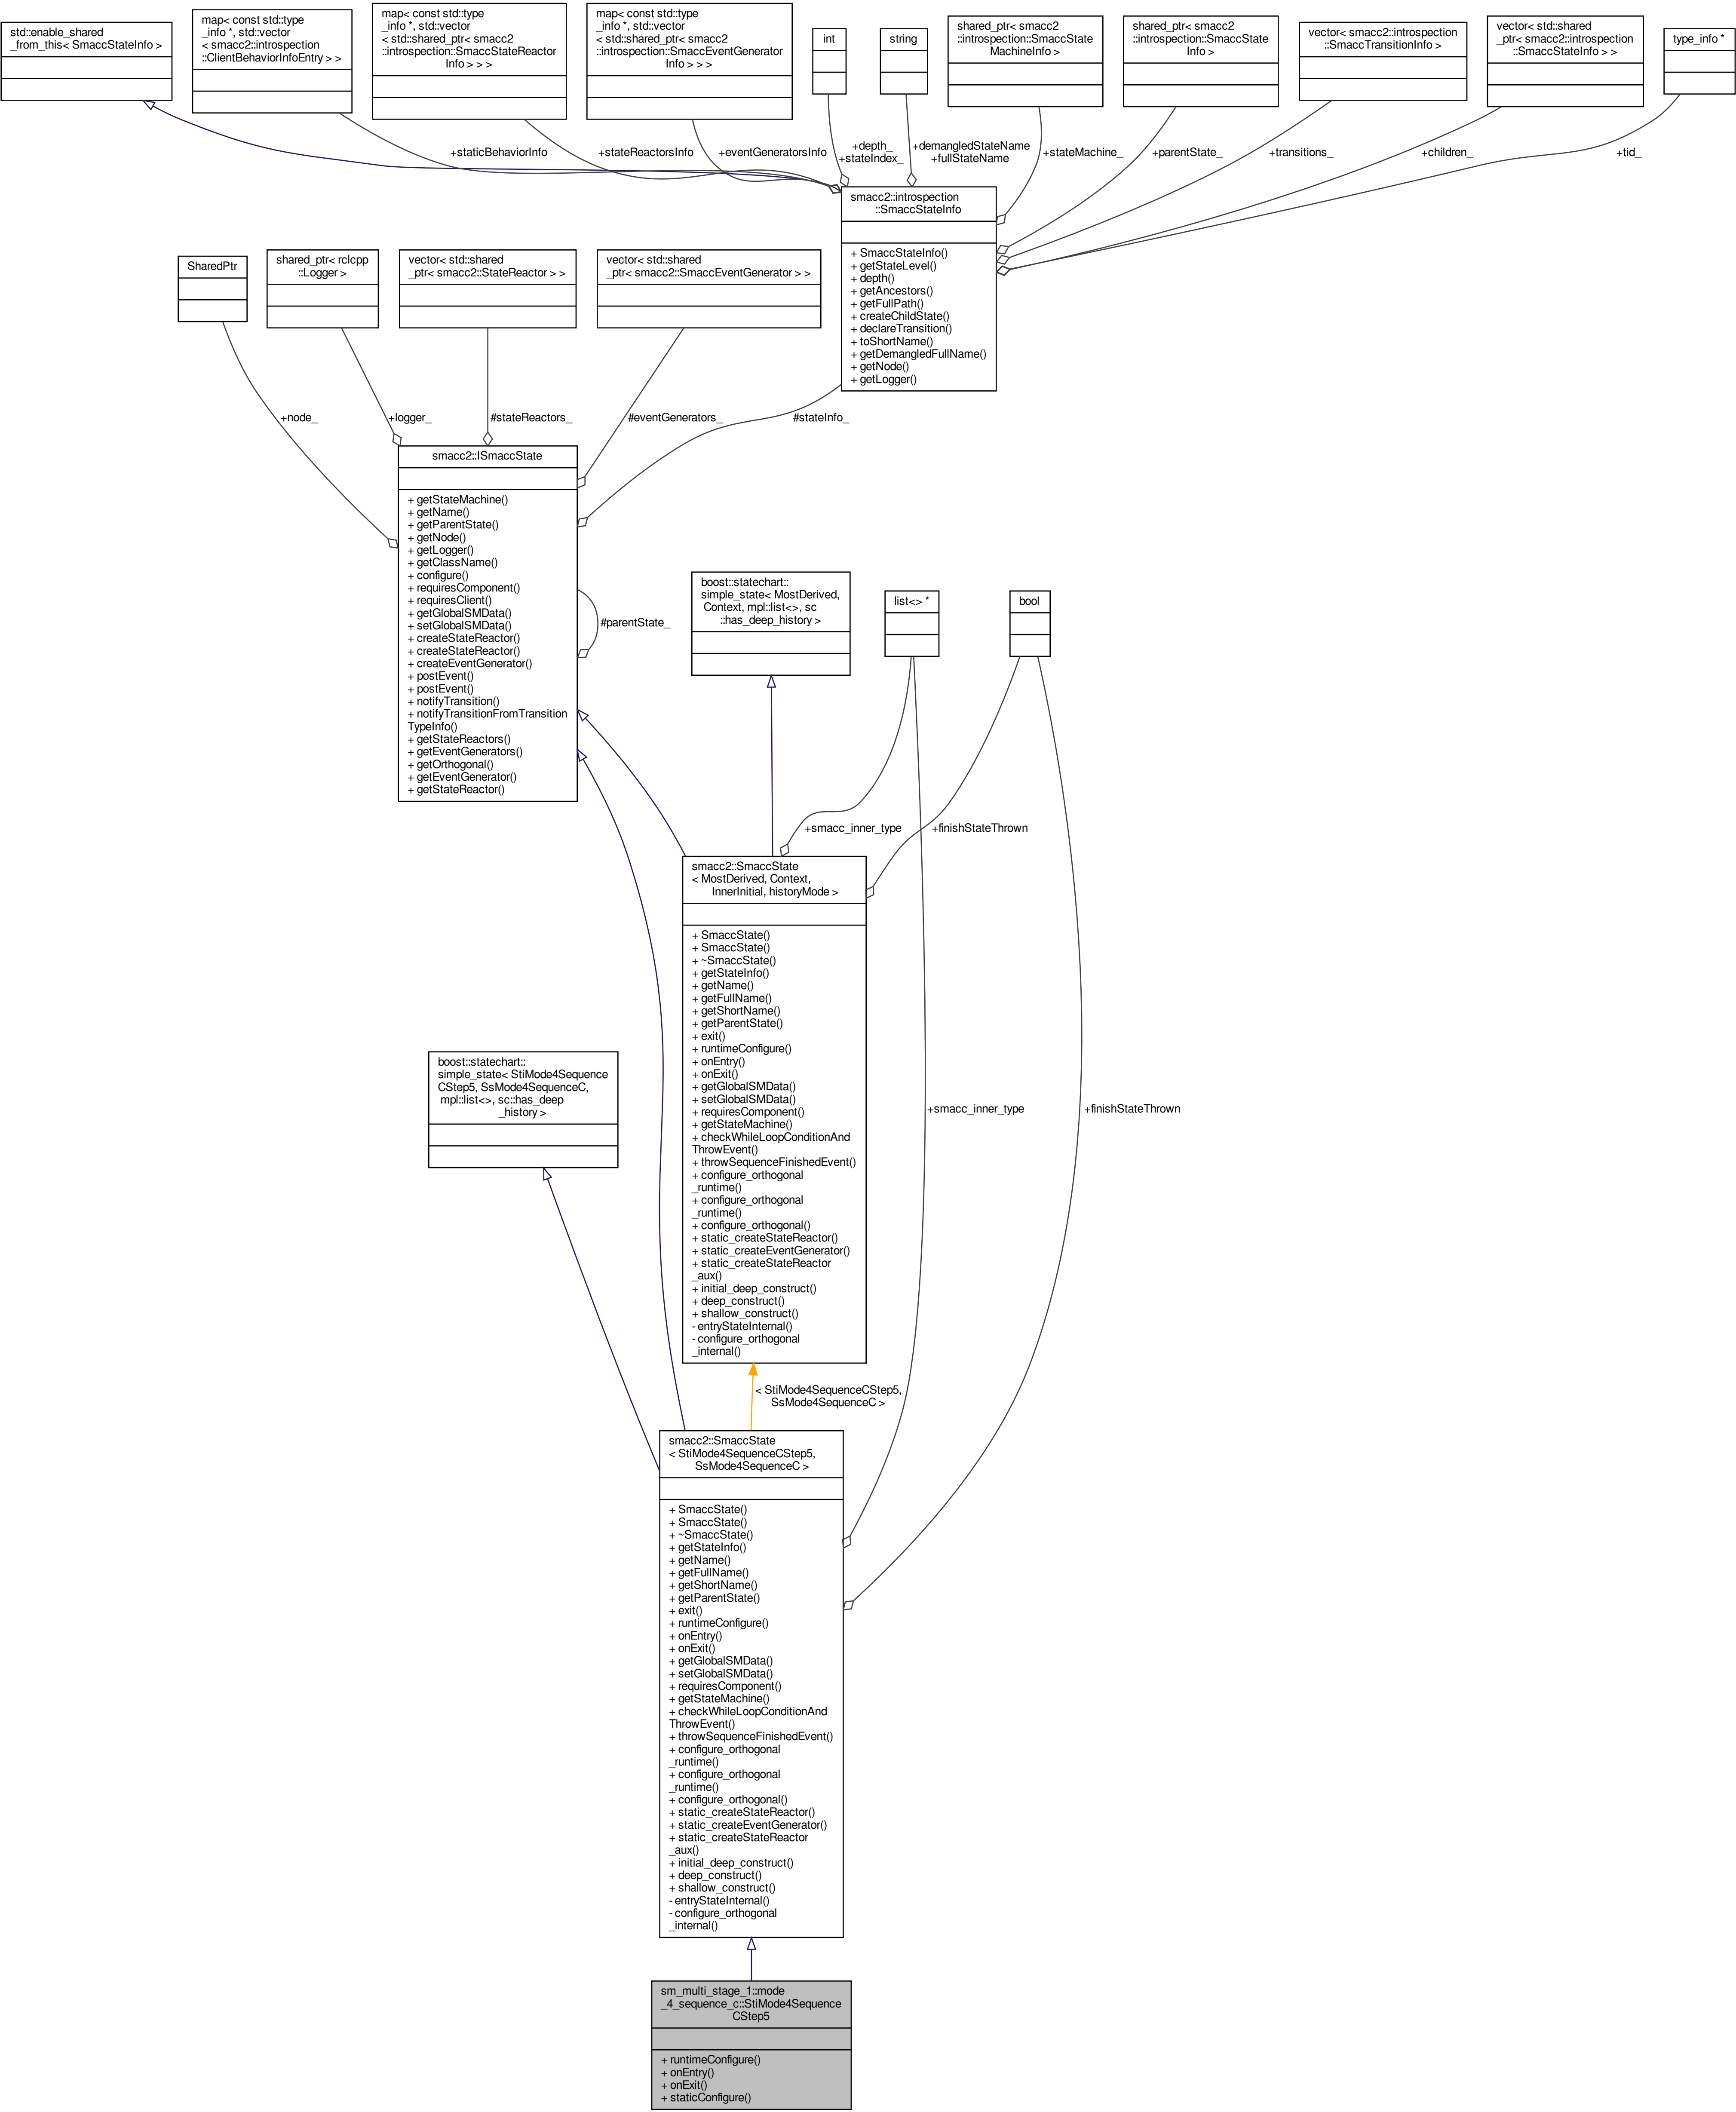 std::enable_shared
_from_this< SmaccStateInfo >
map< const std::type
_info *, std::vector
< smacc2::introspection
::ClientBehaviorInfoEntry > >
map< const std::type
_info *, std::vector
< std::shared_ptr< smacc2
::introspection::SmaccStateReactor
Info > > >
map< const std::type
_info *, std::vector
< std::shared_ptr< smacc2
::introspection::SmaccEventGenerator
Info > > >
int
string
shared_ptr< smacc2
::introspection::SmaccState
MachineInfo >
shared_ptr< smacc2
::introspection::SmaccState
Info >
vector< smacc2::introspection
::SmaccTransitionInfo >
vector< std::shared
_ptr< smacc2::introspection
::SmaccStateInfo > >
type_info *
+staticBehaviorInfo
+stateReactorsInfo
+eventGeneratorsInfo
+depth_
+stateIndex_
+demangledStateName
+fullStateName
+stateMachine_
+parentState_
+transitions_
+children_
+tid_
smacc2::introspection
::SmaccStateInfo
+ SmaccStateInfo()
+ getStateLevel()
+ depth()
+ getAncestors()
+ getFullPath()
+ createChildState()
+ declareTransition()
+ toShortName()
+ getDemangledFullName()
+ getNode()
+ getLogger()
SharedPtr
shared_ptr< rclcpp
::Logger >
vector< std::shared
_ptr< smacc2::StateReactor > >
vector< std::shared
_ptr< smacc2::SmaccEventGenerator > >
+node_
+logger_
#stateReactors_
#eventGenerators_
#stateInfo_
smacc2::ISmaccState
+ getStateMachine()
+ getName()
+ getParentState()
+ getNode()
+ getLogger()
+ getClassName()
+ configure()
+ requiresComponent()
+ requiresClient()
+ getGlobalSMData()
+ setGlobalSMData()
+ createStateReactor()
+ createStateReactor()
+ createEventGenerator()
+ postEvent()
+ postEvent()
+ notifyTransition()
+ notifyTransitionFromTransition
TypeInfo()
+ getStateReactors()
+ getEventGenerators()
+ getOrthogonal()
+ getEventGenerator()
+ getStateReactor()
#parentState_
boost::statechart::
simple_state< MostDerived,
Context, mpl::list<>, sc
::has_deep_history >
list<> *
bool
+smacc_inner_type
+finishStateThrown
smacc2::SmaccState
< MostDerived, Context,
InnerInitial, historyMode >
+ SmaccState()
+ SmaccState()
+ ~SmaccState()
+ getStateInfo()
+ getName()
+ getFullName()
+ getShortName()
+ getParentState()
+ exit()
+ runtimeConfigure()
+ onEntry()
+ onExit()
+ getGlobalSMData()
+ setGlobalSMData()
+ requiresComponent()
+ getStateMachine()
+ checkWhileLoopConditionAnd
ThrowEvent()
+ throwSequenceFinishedEvent()
+ configure_orthogonal
_runtime()
+ configure_orthogonal
_runtime()
+ configure_orthogonal()
+ static_createStateReactor()
+ static_createEventGenerator()
+ static_createStateReactor
_aux()
+ initial_deep_construct()
+ deep_construct()
+ shallow_construct()
- entryStateInternal()
- configure_orthogonal
_internal()
boost::statechart::
simple_state< StiMode4Sequence
CStep5, SsMode4SequenceC,
mpl::list<>, sc::has_deep
_history >
+smacc_inner_type
+finishStateThrown
< StiMode4SequenceCStep5,
SsMode4SequenceC >
smacc2::SmaccState
< StiMode4SequenceCStep5,
SsMode4SequenceC >
+ SmaccState()
+ SmaccState()
+ ~SmaccState()
+ getStateInfo()
+ getName()
+ getFullName()
+ getShortName()
+ getParentState()
+ exit()
+ runtimeConfigure()
+ onEntry()
+ onExit()
+ getGlobalSMData()
+ setGlobalSMData()
+ requiresComponent()
+ getStateMachine()
+ checkWhileLoopConditionAnd
ThrowEvent()
+ throwSequenceFinishedEvent()
+ configure_orthogonal
_runtime()
+ configure_orthogonal
_runtime()
+ configure_orthogonal()
+ static_createStateReactor()
+ static_createEventGenerator()
+ static_createStateReactor
_aux()
+ initial_deep_construct()
+ deep_construct()
+ shallow_construct()
- entryStateInternal()
- configure_orthogonal
_internal()
sm_multi_stage_1::mode
_4_sequence_c::StiMode4Sequence
CStep5
+ runtimeConfigure()
+ onEntry()
+ onExit()
+ staticConfigure()